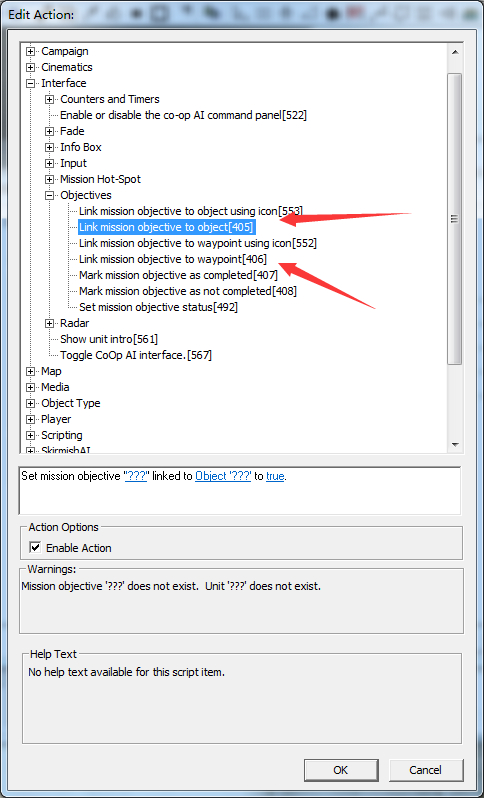 Edit Action:
Campaign
Cinematics
Interface
Counters and Timers
Enable or disable the co-op AI command panel[522]
Fade
Info Box
Input
Mission Hot-Spot
Objectives
Link mission objective to object using icon[553]
Link mission objective to object[405]
Link mission objective to waypoint using icon[552]
Link mission objective to waypoint[406]
Mark mission objective as completed[407]
Mark mission objective as not completed[408]
Set mission objective status[492]
Radar
Show unit intro[561]
Toggle CoOp AI interface.[567]
Map
Media
Object Type
Player
Scripting
SkirmishAI
Set mission objective "???" linked to Object '???' to true.
Action Options
Enable Action
Warnings:
Mission objective '???' does not exist.  Unit '???' does not exist.
Help Text
No help text available for this script item.
OK Cancel